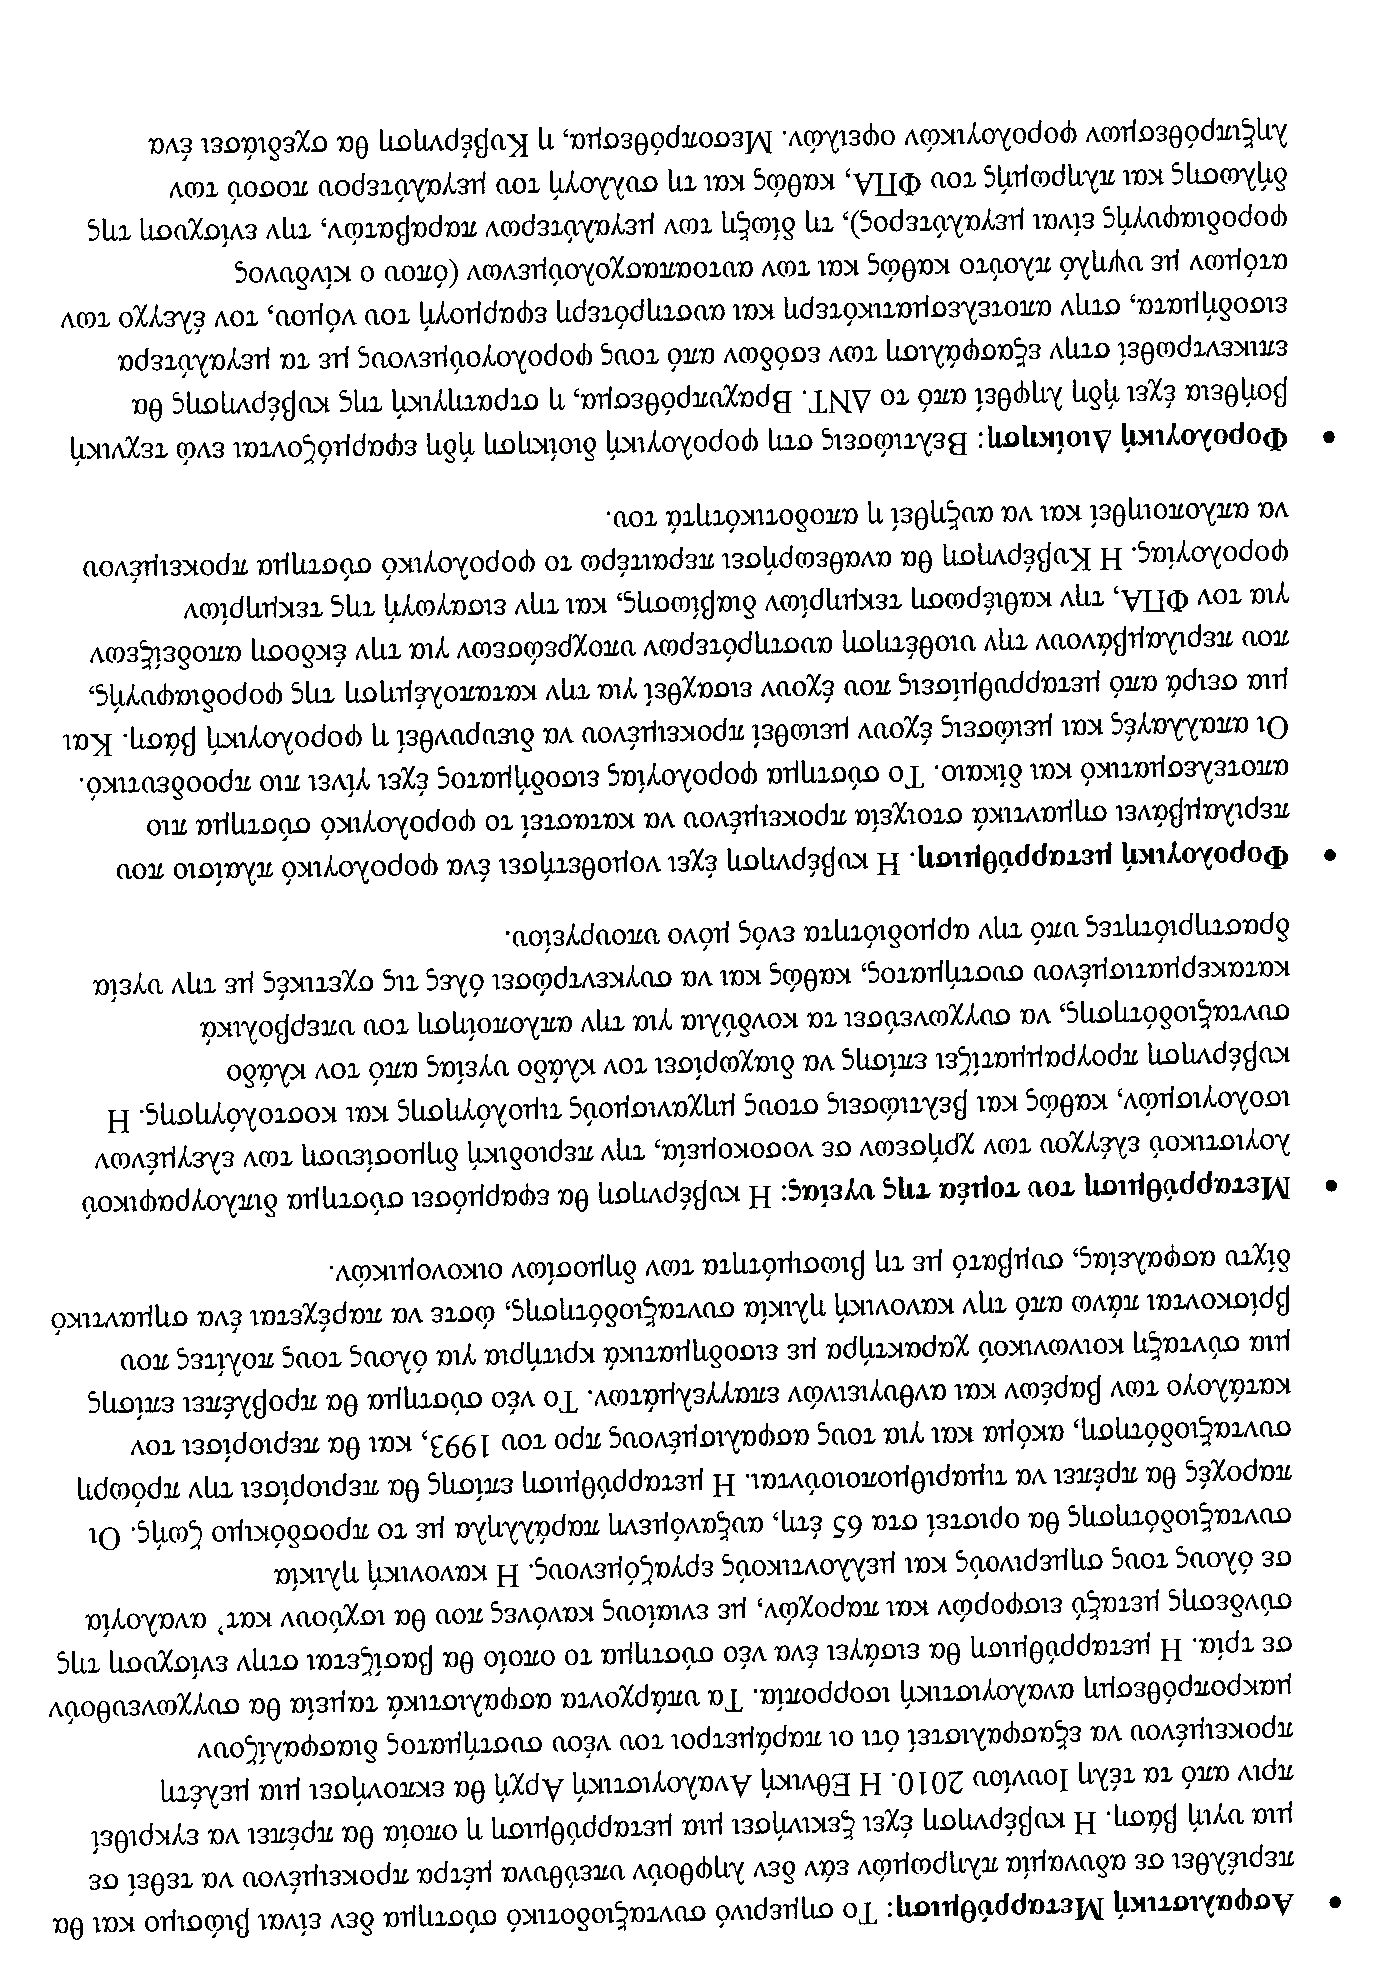 • Ασφαλιστική Μεταρρύθμιση: Το σημερινό συνταξιοδοτικό σύστημα δεν είναι βιώσιμο και θα
περιέλθει σε αδυναμία πληρωμών εάν δεν ληφθούν υπεύθυνα μέτρα προκειμένου να τεθεί σε
μια υγιή βάση. Η κυβέρνηση έχει ξεκινήσει μια μεταρρύθμιση η οποία θα πρέπει να εγκριθεί
πριν από τα τέλη Ιουνίου 2010. Η Εθνική Αναλογιστική Αρχή θα εκπονήσει μια μελέτη
προκειμένου να εξασφαλιστεί ότι οι παράμετροι του νέου συστήματος διασφαλίζουν
μακροπρόθεσμη αναλογιστική ισορροπία. Τα υπάρχοντα ασφαλιστικά ταμεία θα συγχωνευθούν
σε τρία. Η μεταρρύθμιση θα εισάγει ένα νέο σύστημα το οποίο θα βασίζεται στην ενίσχυση της
σύνδεσης μεταξύ εισφορών και παροχών, με ενιαίους κανόνες που θα ισχύουν κατ’ αναλογία
σε όλους τους σημερινούς και μελλοντικούς εργαζόμενους. Η κανονική ηλικία
συνταξιοδότησης θα οριστεί στα 65 έτη, αυξανόμενη παράλληλα με το προσδόκιμο ζωής. Οι
παροχές θα πρέπει να τιμαριθμοποιούνται. Η μεταρρύθμιση επίσης θα περιορίσει την πρόωρη
συνταξιοδότηση, ακόμα και για τους ασφαλισμένους προ του 1993, και θα περιορίσει τον
κατάλογο των βαρέων και ανθυγιεινών επαγγελμάτων. Το νέο σύστημα θα προβλέπει επίσης
μια σύνταξη κοινωνικού χαρακτήρα με εισοδηματικά κριτήρια για όλους τους πολίτες που
βρίσκονται πάνω από την κανονική ηλικία συνταξιοδότησης, ώστε να παρέχεται ένα σημαντικό
δίχτυ ασφαλείας, συμβατό με τη βιωσιμότητα των δημοσίων οικονομικών.
• Μεταρρύθμιση του τομέα της υγείας: Η κυβέρνηση θα εφαρμόσει σύστημα διπλογραφικού
λογιστικού ελέγχου των χρήσεων σε νοσοκομεία, την περιοδική δημοσίευση των ελεγμένων
ισολογισμών, καθώς και βελτιώσεις στους μηχανισμούς τιμολόγησης και κοστολόγησης. Η
κυβέρνηση προγραμματίζει επίσης να διαχωρίσει τον κλάδο υγείας από τον κλάδο
συνταξιοδότησης, να συγχωνεύσει τα κονδύλια για την απλοποίηση του υπερβολικά
κατακερματισμένου συστήματος, καθώς και να συγκεντρώσει όλες τις σχετικές με την υγεία
δραστηριότητες υπό την αρμοδιότητα ενός μόνο υπουργείου.
• Φορολογική μεταρρύθμιση. Η κυβέρνηση έχει νομοθετήσει ένα φορολογικό πλαίσιο που
περιλαμβάνει σημαντικά στοιχεία προκειμένου να καταστεί το φορολογικό σύστημα πιο
αποτελεσματικό και δίκαιο. Το σύστημα φορολογίας εισοδήματος έχει γίνει πιο προοδευτικό.
Οι απαλλαγές και μειώσεις έχουν μειωθεί προκειμένου να διευρυνθεί η φορολογική βάση. Και
μια σειρά από μεταρρυθμίσεις που έχουν εισαχθεί για την καταπολέμηση της φοροδιαφυγής,
που περιλαμβάνουν την υιοθέτηση αυστηρότερων υποχρεώσεων για την έκδοση αποδείξεων
για τον ΦΠΑ, την καθιέρωση τεκμηρίων διαβίωσης, και την εισαγωγή της τεκμηρίων
φορολογίας. Η Κυβέρνηση θα αναθεωρήσει περαιτέρω το φορολογικό σύστημα προκειμένου
να απλοποιηθεί και να αυξηθεί η αποδοτικότητά του.
• Φορολογική Διοίκηση: Βελτιώσεις στη φορολογική διοίκηση ήδη εφαρμόζονται ενώ τεχνική
βοήθεια έχει ήδη ληφθεί από το ΔΝΤ. Βραχυπρόθεσμα, η στρατηγική της κυβέρνησης θα
επικεντρωθεί στην εξασφάλιση των εσόδων από τους φορολογούμενους με τα μεγαλύτερα
εισοδήματα, στην αποτελεσματικότερη και αυστηρότερη εφαρμογή του νόμου, τον έλεγχο των
ατόμων με υψηλό πλούτο καθώς και των αυτοαπασχολούμενων (όπου ο κίνδυνος
φοροδιαφυγής είναι μεγαλύτερος), τη δίωξη των μεγαλύτερων παραβατών, την ενίσχυση της
δήλωσης και πληρωμής του ΦΠΑ, καθώς και τη συλλογή του μεγαλύτερου ποσού των
ληξιπρόθεσμων φορολογικών οφειλών. Μεσοπρόθεσμα, η Κυβέρνηση θα σχεδιάσει ένα